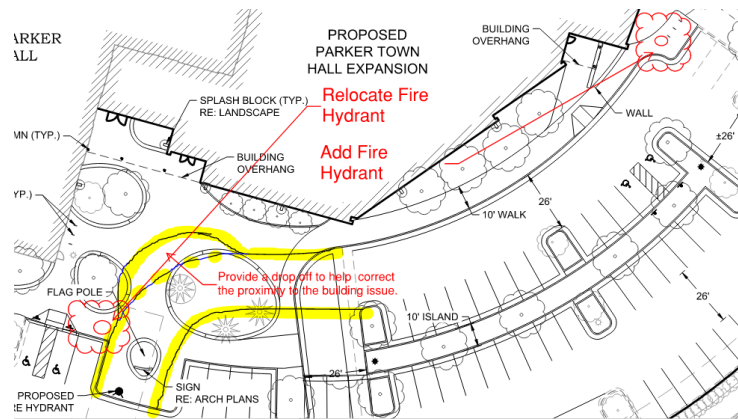 ARKER
ALL
PROPOSED
PARKER TOWN
HALL EXPANSION
BUILDING
OVERHANG
SPLASH BLOCK (TYP.)
RE: LANDSCAPE
Relocate Fire
Hydrant
WALL
MN (TYP.)
Add Fire
Hydrant
±26'
BUILDING
OVERHANG
YP.)
10' WALK
26'
Provide a drop off to help correct
the proximity to the building issue.
FLAG POLE
26'
10' ISLAND
26'
PROPOSED
RE HYDRANT
SIGN
RE: ARCH PLANS